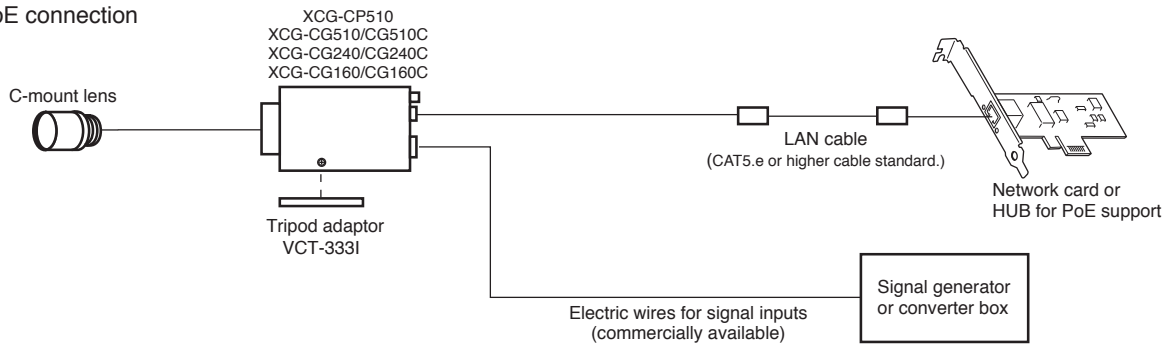 oE connection
XCG-CP510
XCG-CG510/CG510C
XCG-CG240/CG240C
XCG-CG160/CG160C
C-mount lens
LAN cable
(CAT5.e or higher cable standard.)
Network card or
HUB for PoE support
Tripod adaptor
VCT-333I
Signal generator
or converter box
Electric wires for signal inputs
(commercially available)